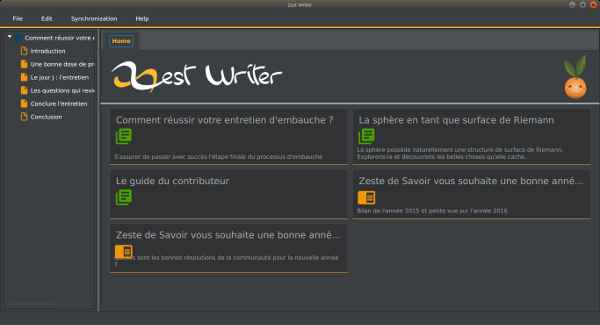 Zest Writer
File Edit Synchronization Help
Comment réussir votre e
Introduction
Une bonne dose de pr
Le jour J : l'entretien
Les questions qui revie
Conclure l'entretien
Conclusion
Home
Zest Writer
Comment réussir votre entretien d'embauche ?
S'assurer de passer avec succès l'étape finale du processus d'embauche
La sphère en tant que surface de Riemann
La sphère possède naturellement une structure de surface de Riemann.
Explorons-la et découvrons les belles choses qu'elle cache.
Le guide du contributeur
Zeste de Savoir vous souhaite une bonne anné...
Bilan de l'année 2015 et petite vue sur l'année 2016
Zeste de Savoir vous souhaite une bonne anné...
sont les bonnes résolutions de la communauté pour la nouvelle année
?